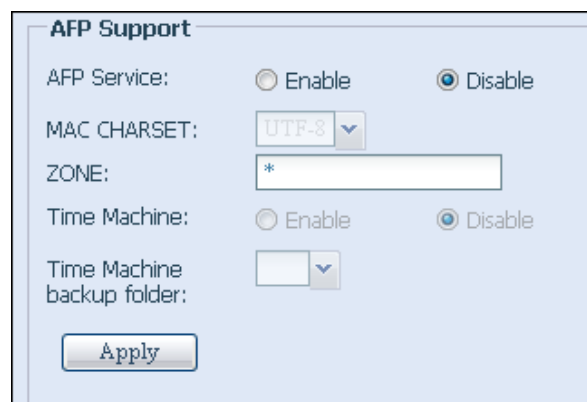 AFP Support
AFP Service: Enable Disable
MAC CHARSET: UTF-8
ZONE: *
Time Machine: Enable Disable
Time Machine
backup folder:
Apply